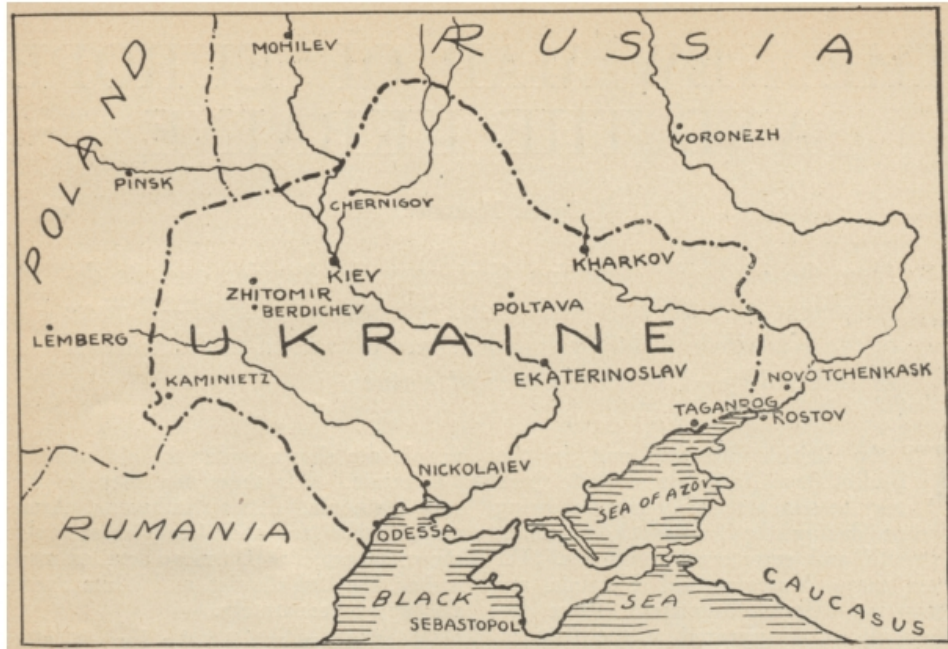 RUSSIA
MOHILEV
POLAND
VORONEZH
PINSK
CHERNIGOV
KHARKOV
KIEV
ZHITOMIR
BERDICHEV
POLTAVA
LEMBERG
UKRAINE
EKATERINOSLAV
KAMINIETZ
NOVO TCHENKASK
TAGANROG
ROSTOV
NICKOLAIEV
SEA OF AZOV
RUMANIA
ODESSA
CAUCASUS
BLACK SEA
SEBASTOPOL